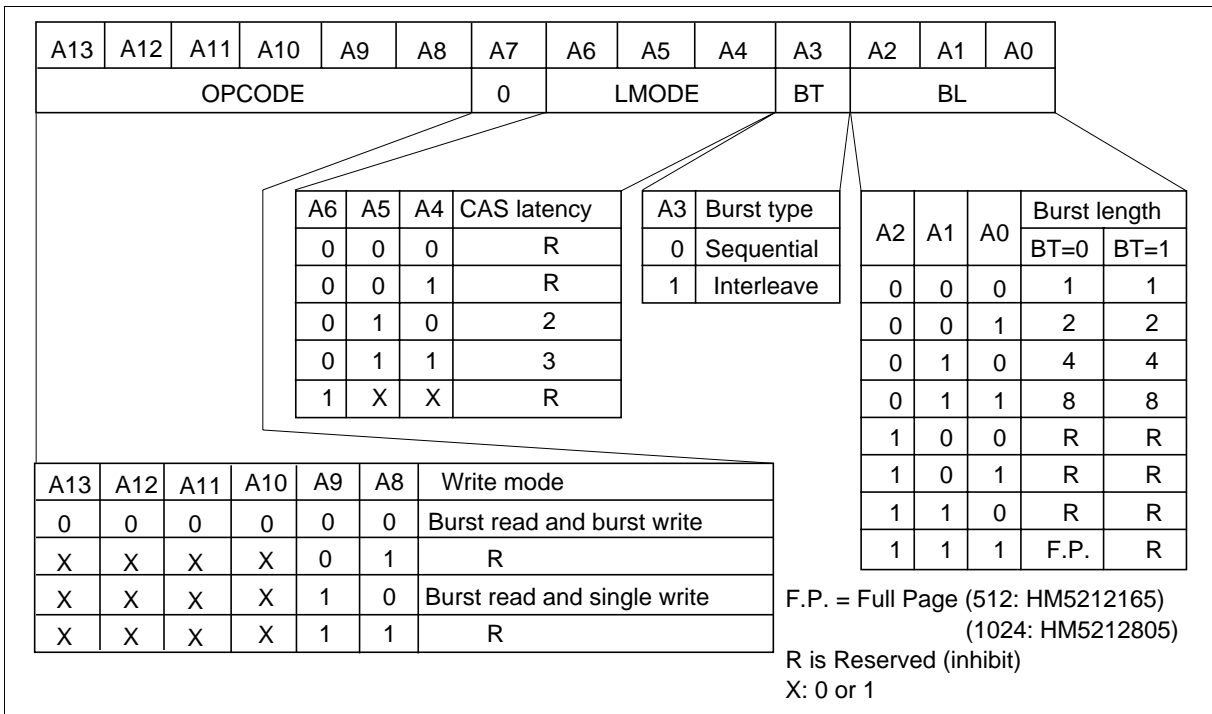 A13 A12 A11 A10 A9 A8 A7 A6 A5 A4 A3 A2 A1 A0
OPCODE 0 LMODE BT BL
A6 A5 A4 CAS latency
0 0 0 R
0 0 1 R
0 1 0 2
0 1 1 3
1 X X R
A3 Burst type
0 Sequential
1 Interleave
A2 A1 A0 Burst length
BT=0 BT=1
0 0 0 1 1
0 0 1 2 2
0 1 0 4 4
0 1 1 8 8
1 0 0 R R
1 0 1 R R
1 1 0 R R
1 1 1 F.P. R
A13 A12 A11 A10 A9 A8 Write mode
0 0 0 0 0 0 Burst read and burst write
X X X X 0 1 R
X X X X 1 0 Burst read and single write
X X X X 1 1 R
F.P. = Full Page (512: HM5212165)
(1024: HM5212805)
R is Reserved (inhibit)
X: 0 or 1